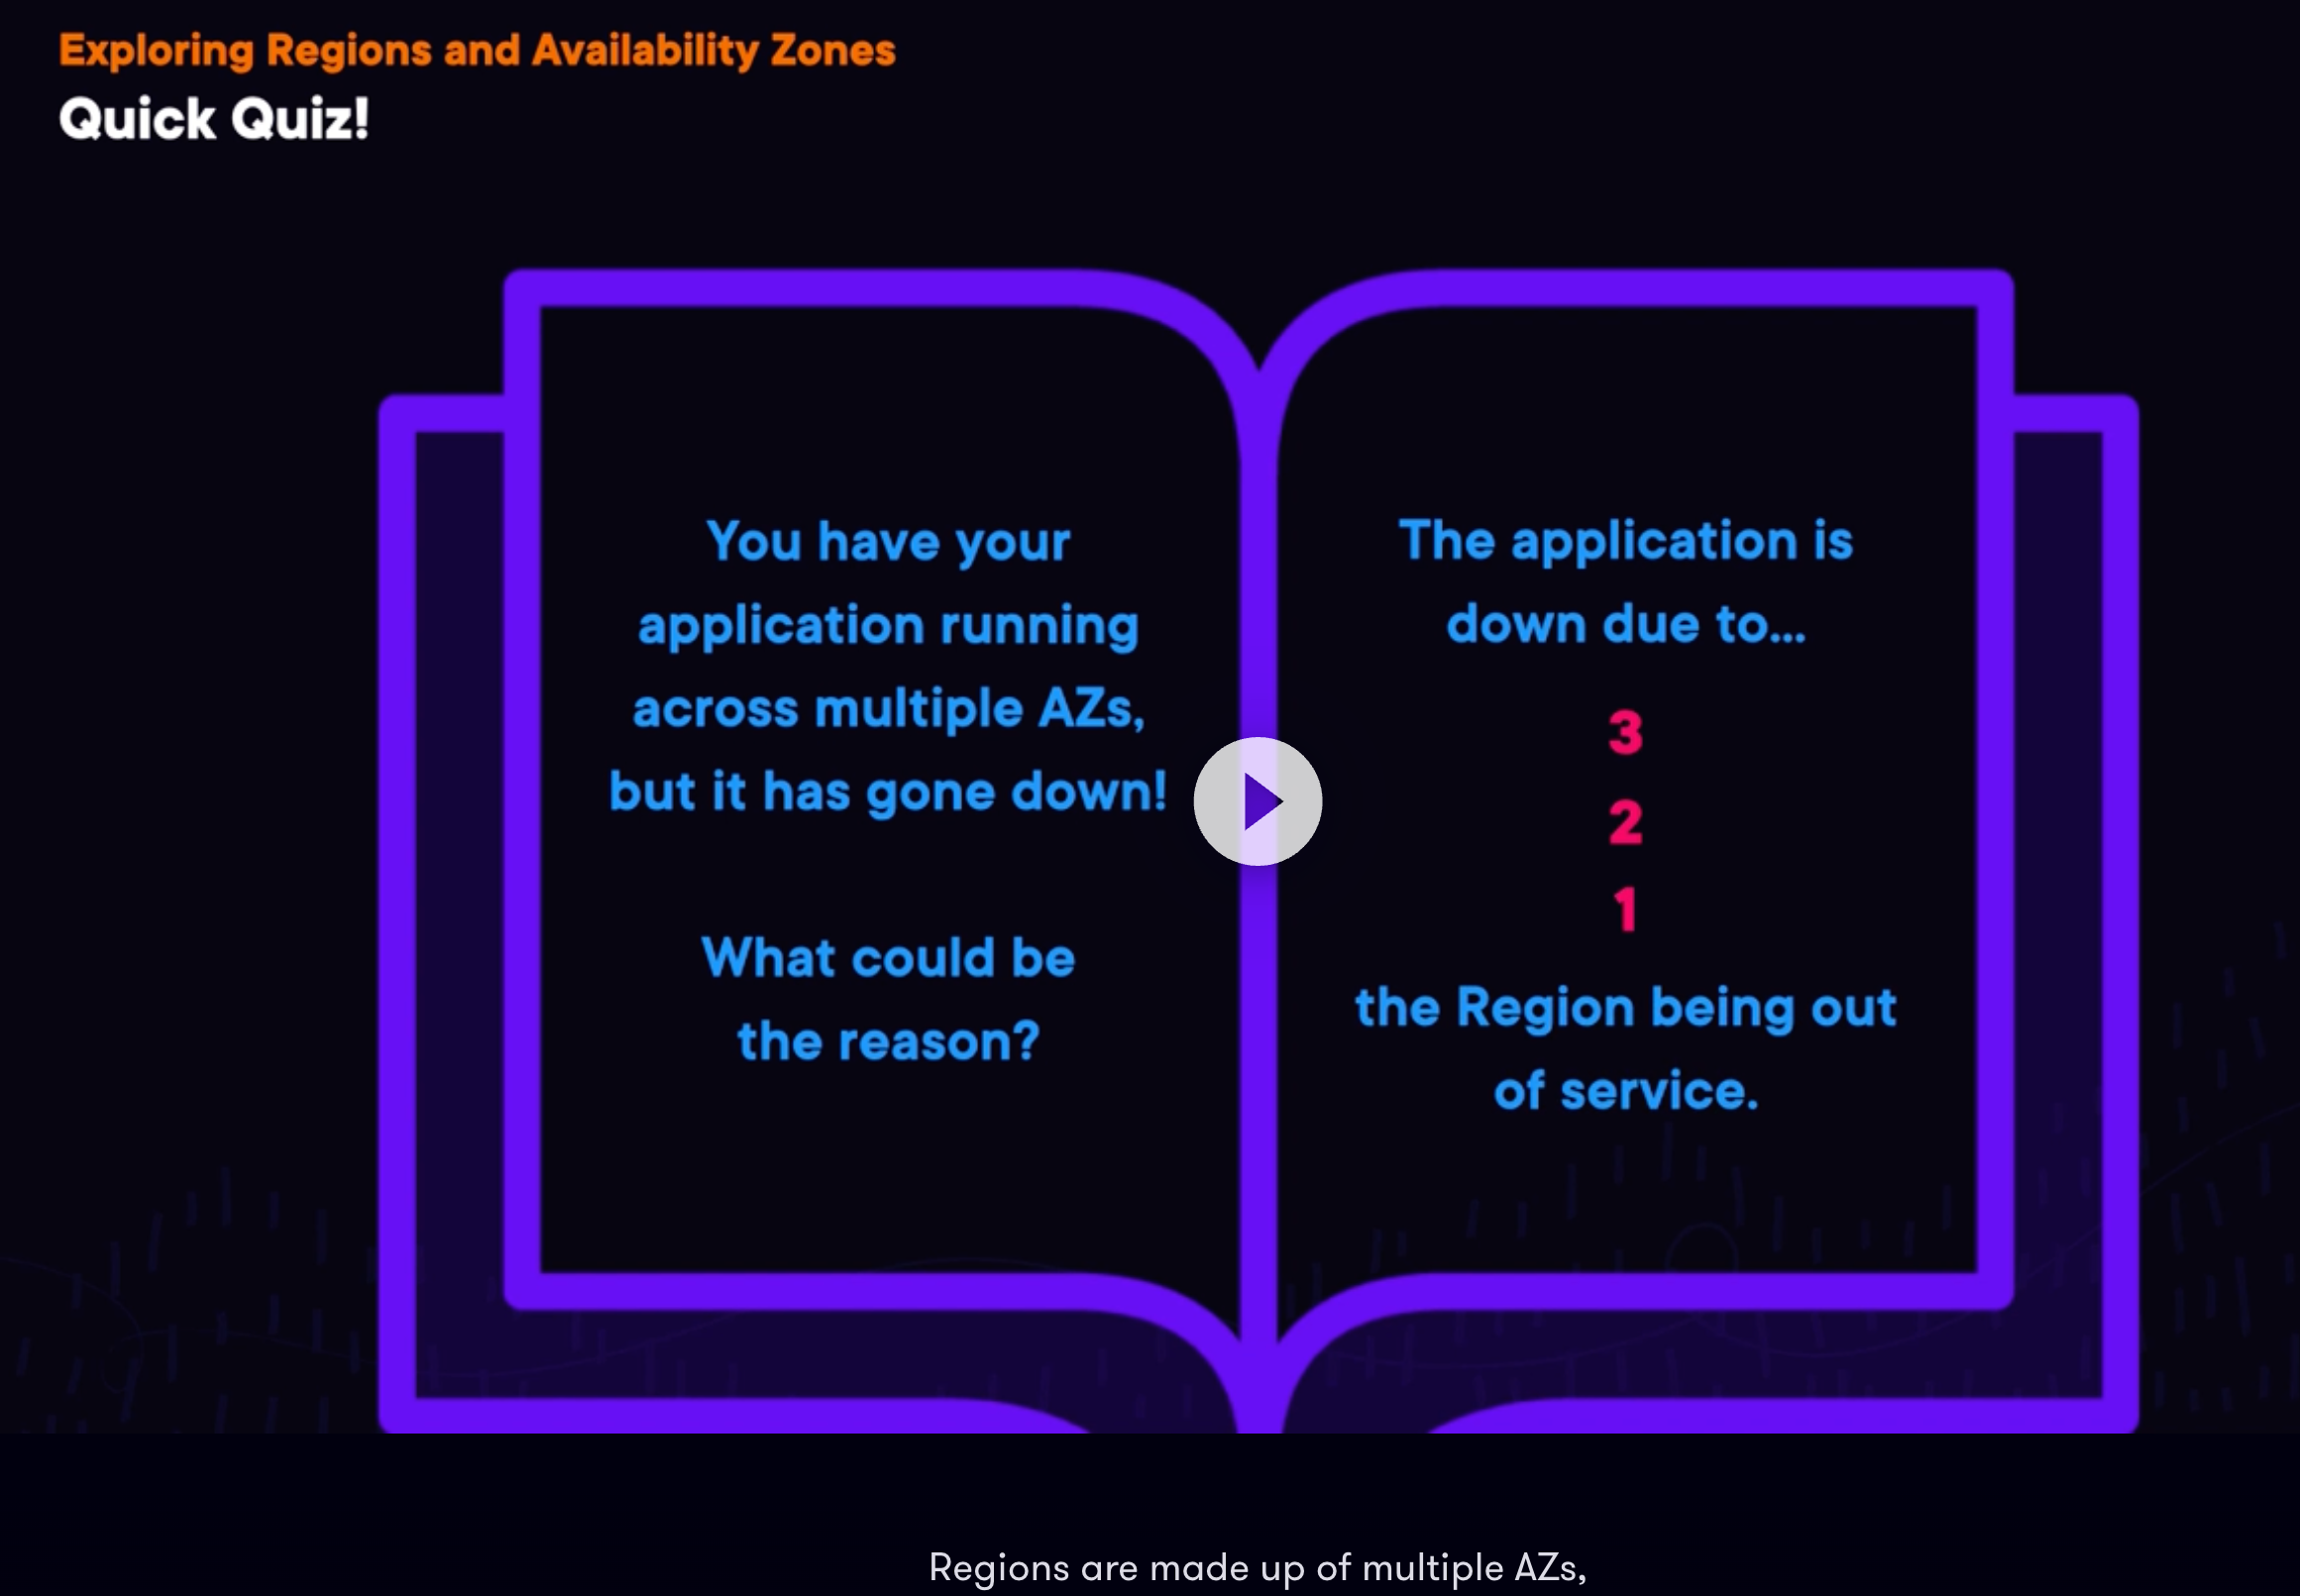 Exploring Regions and Availability Zones
Quick Quiz!
You have your
application running
across multiple AZs,
but it has gone down!
What could be
the reason?
The application is
down due to...
3
2
1
the Region being out
of service.
Regions are made up of multiple AZs,